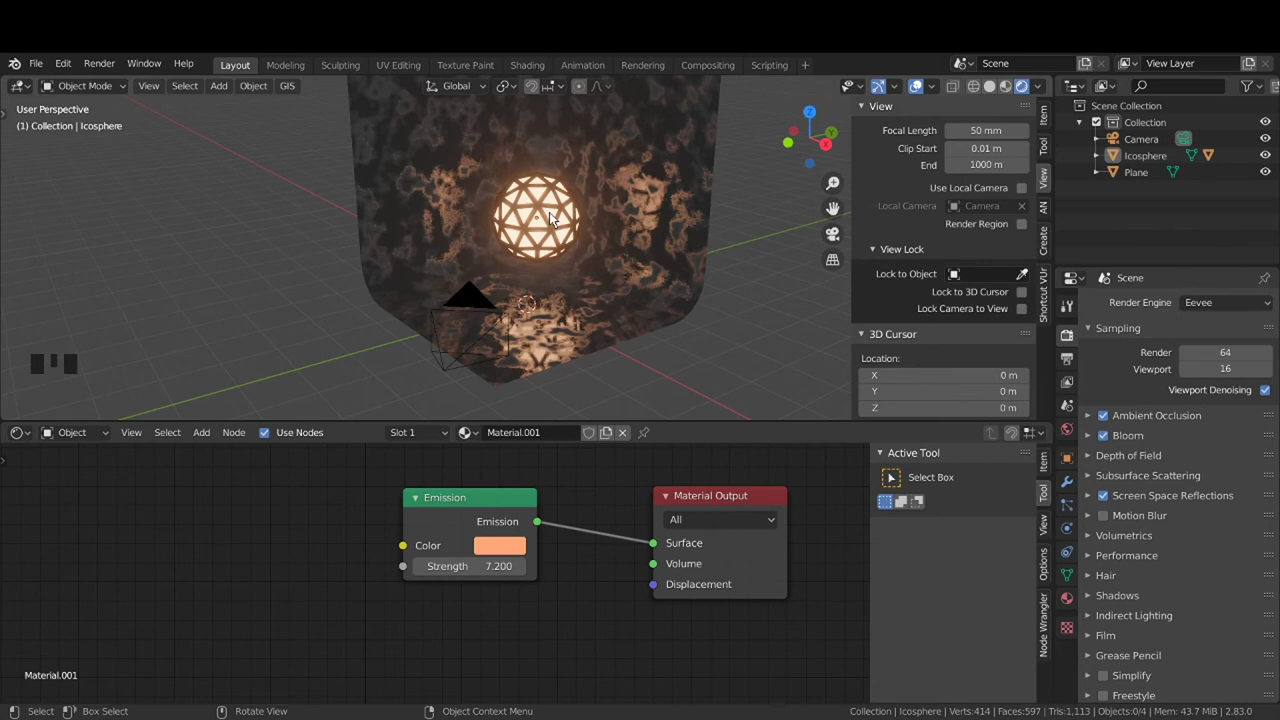 File Edit Render Window Help Layout Modeling Sculpting UV Editing Texture Paint Shading Animation Rendering Compositing Scripting + Scene View Layer
Object Mode View Select Add Object GIS Global
User Perspective
(1) Collection | Icosphere
Z
Y
X
View
Focal Length 50 mm
Clip Start 0.01 m
End 1000 m
Use Local Camera
Local Camera Camera
Render Region
View Lock
Lock to Object
Lock to 3D Cursor
Lock Camera to View
3D Cursor
Location:
X 0 m
Y 0 m
Z 0 m
Item
Tool
View
AN
Create
Shortcut VUr
Scene Collection
Collection
Camera
Icosphere
Plane
Scene
Render Engine Eevee
Sampling
Render 64
Viewport 16
Viewport Denoising
Ambient Occlusion
Bloom
Depth of Field
Subsurface Scattering
Screen Space Reflections
Motion Blur
Volumetrics
Performance
Hair
Shadows
Indirect Lighting
Film
Grease Pencil
Simplify
Freestyle
Object View Select Add Node Use Nodes Slot 1 Material.001
Emission
Emission
Color
Strength 7.200
Material Output
All
Surface
Volume
Displacement
Active Tool
Select Box
Item
Tool
View
Options
Node Wrangler
Material.001
Select Box Select Rotate View Object Context Menu Collection | Icosphere | Verts:414 | Faces:597 | Tris:1,113 | Objects:0/4 | Mem: 43.7 MiB | 2.83.0